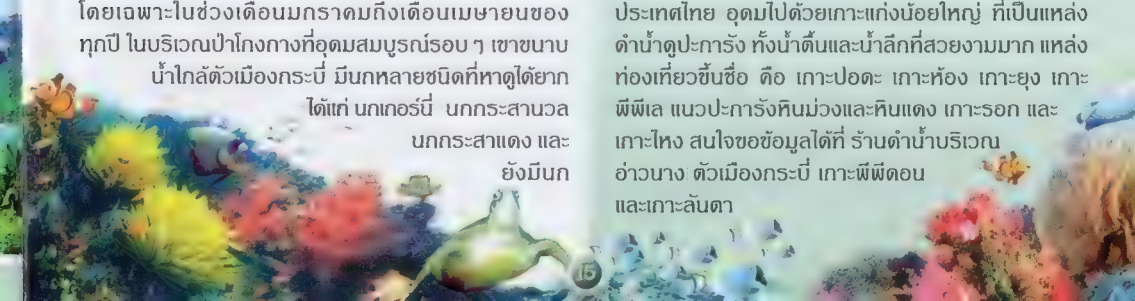 โดยเฉพาะในช่วงเดือนมกราคมถึงเดือนเมษายนของ
ทุกปี ในบริเวณป่าโกงกางที่อุดมสมบูรณ์รอบ ๆ เขาขนาบ
น้ำใกล้ตัวเมืองกระบี่ มีนกหลายชนิดที่หาดูได้ยาก
ได้แก่ นกเกอร์นี่ นกกระสานวล
นกกระสาแดง และ
ยังมีนก
ประเทศไทย อุดมไปด้วยเกาะแก่งน้อยใหญ่ ที่เป็นแหล่ง
ดำน้ำดูปะการัง ทั้งน้ำตื้นและน้ำลึกที่สวยงามมาก แหล่ง
ท่องเที่ยวขึ้นชื่อ คือ เกาะปอดะ เกาะห้อง เกาะยูง เกาะ
พีพีเล แนวปะการังหินม่วงและหินแดง เกาะรอก และ
เกาะไหง สนใจขอข้อมูลได้ที่ ร้านดำน้ำบริเวณ
อ่าวนาง ตัวเมืองกระบี่ เกาะพีพีดอน
และเกาะลันตา
15